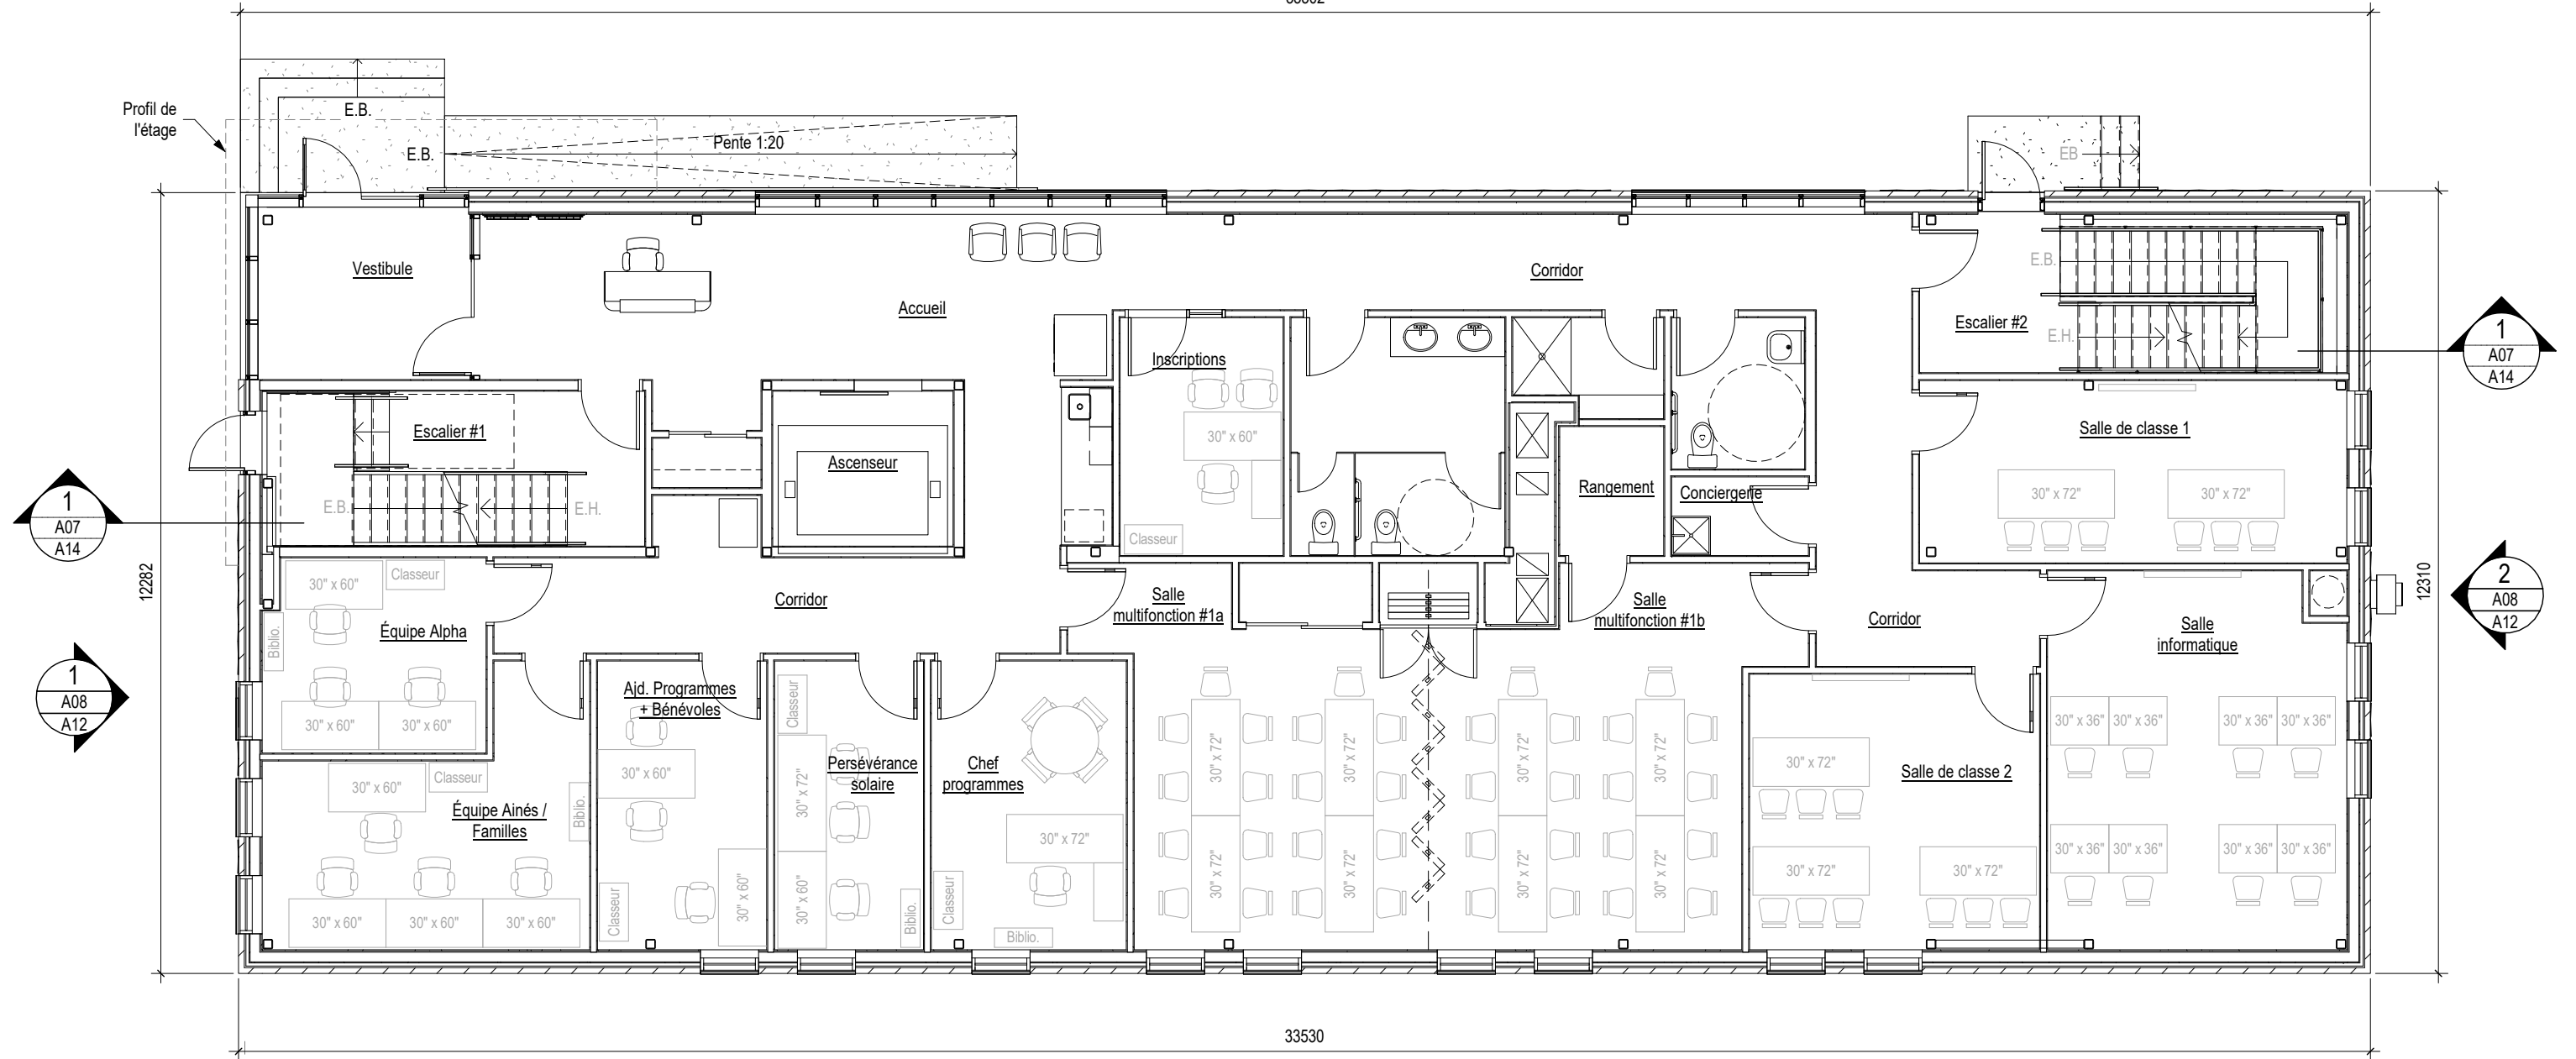 Profil de
l'étage
E.B.
E.B.
Pente 1:20
EB
Vestibule
Accueil
Corridor
E.B.
Escalier #2
E.H.
1
A07
A14
Inscriptions
30" x 60"
Classeur
Escalier #1
E.B.
E.H.
Ascenseur
1
A07
A14
Rangement
Conciergerie
Salle de classe 1
30" x 72"
30" x 72"
12282
12310
2
A08
A12
1
A08
A12
30" x 60"
Classeur
Équipe Alpha
Biblio.
30" x 60"
30" x 60"
Corridor
Salle
multifonction #1a
Salle
multifonction #1b
Corridor
Salle
informatique
30" x 60"
Classeur
Équipe Ainés /
Familles
Biblio.
30" x 60"
30" x 60"
30" x 60"
Ajd. Programmes
+ Bénévoles
30" x 60"
Classeur
30" x 60"
Classeur
Persévérance
solaire
30" x 72"
30" x 60"
Biblio.
Chef
programmes
30" x 72"
Classeur
Biblio.
30" x 72"
30" x 72"
30" x 72"
30" x 72"
30" x 72"
30" x 72"
30" x 72"
30" x 72"
30" x 72"
Salle de classe 2
30" x 72"
30" x 72"
30" x 36"
30" x 36"
30" x 36"
30" x 36"
30" x 36"
30" x 36"
30" x 36"
30" x 36"
33530